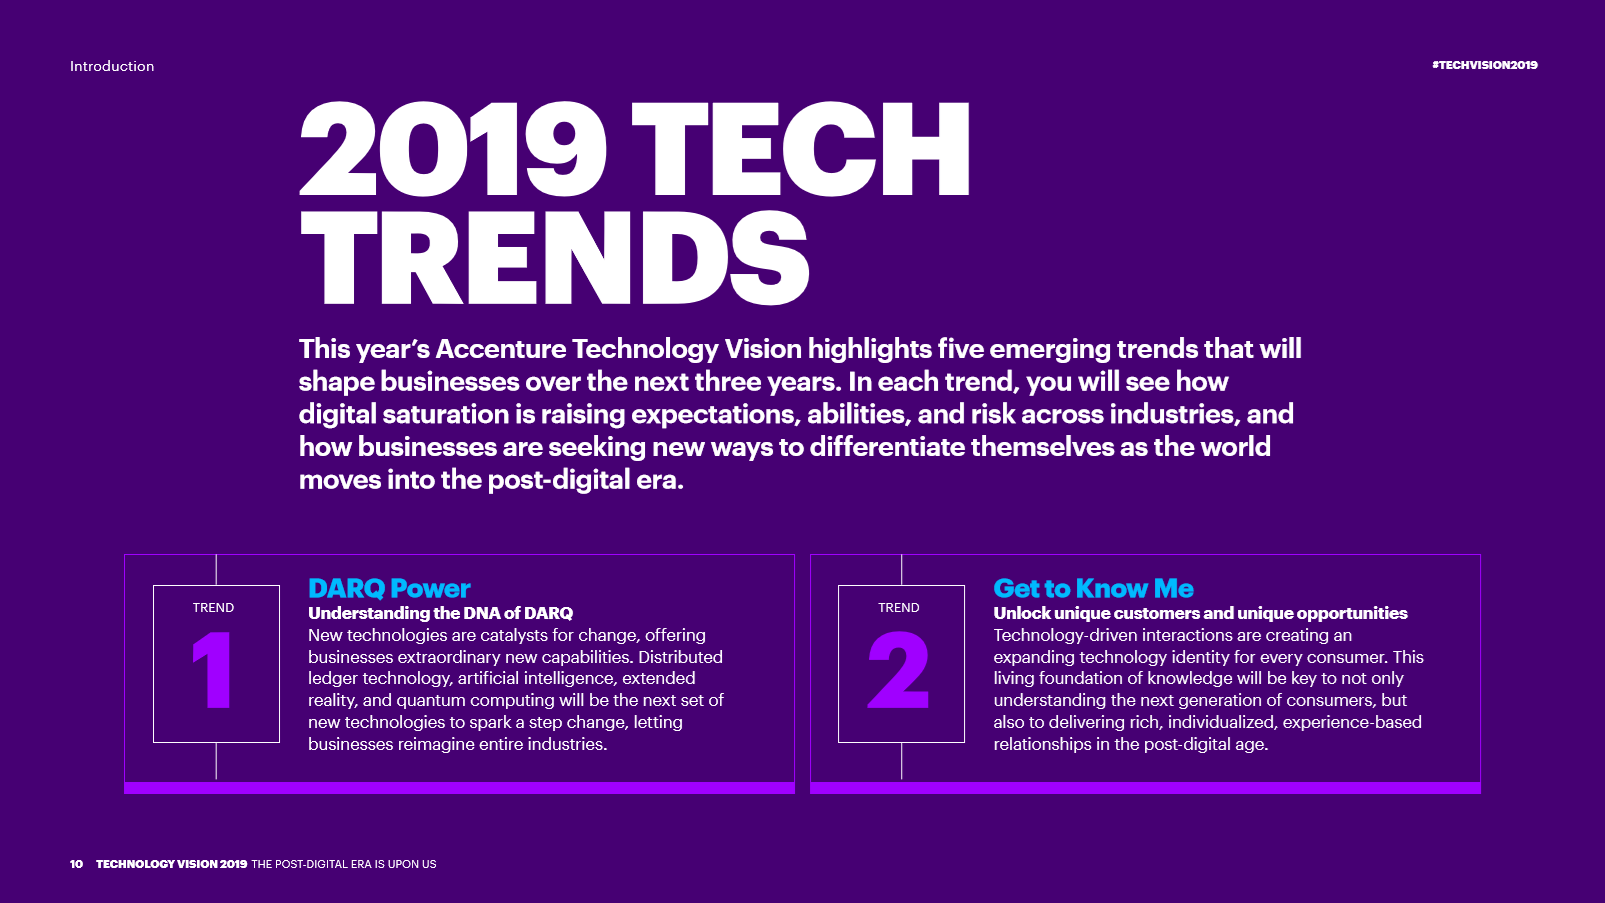 Introduction
#TECHVISION2019
2019 TECH
TRENDS
This year’s Accenture Technology Vision highlights five emerging trends that will
shape businesses over the next three years. In each trend, you will see how
digital saturation is raising expectations, abilities, and risk across industries, and
how businesses are seeking new ways to differentiate themselves as the world
moves into the post-digital era.
TREND
1
DARQ Power
Understanding the DNA of DARQ
New technologies are catalysts for change, offering
businesses extraordinary new capabilities. Distributed
ledger technology, artificial intelligence, extended
reality, and quantum computing will be the next set of
new technologies to spark a step change, letting
businesses reimagine entire industries.
TREND
2
Get to Know Me
Unlock unique customers and unique opportunities
Technology-driven interactions are creating an
expanding technology identity for every consumer. This
living foundation of knowledge will be key to not only
understanding the next generation of consumers, but
also to delivering rich, individualized, experience-based
relationships in the post-digital age.
10 TECHNOLOGY VISION 2019 THE POST-DIGITAL ERA IS UPON US